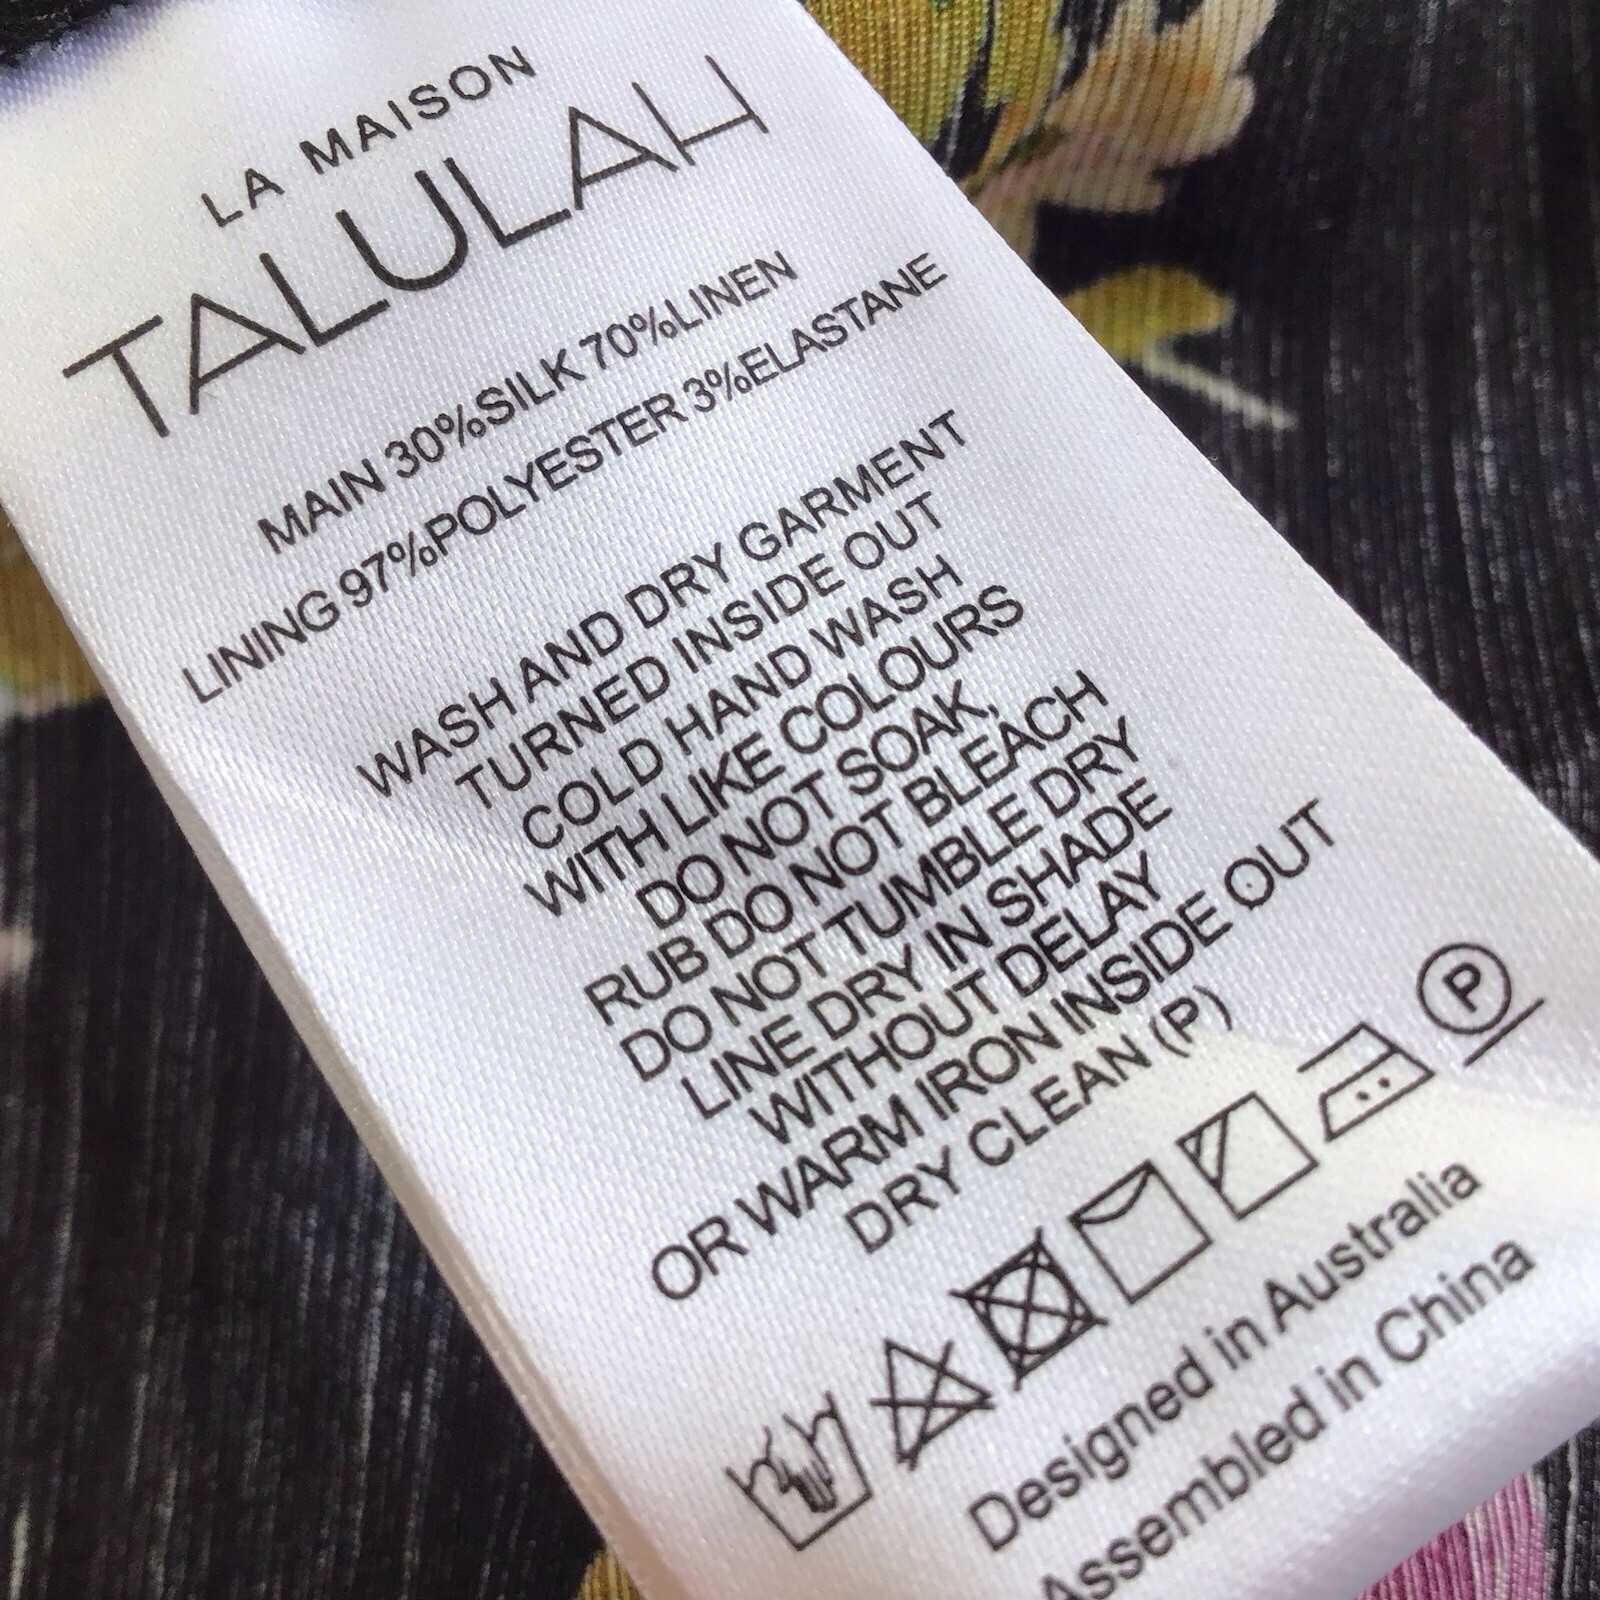 LA MAISON
TALULAH
MAIN 30%SILK 70%LINEN
LINING 97%POLYESTER 3%ELASTANE
WASH AND DRY GARMENT
TURNED INSIDE OUT
COLD HAND WASH
WITH LIKE COLOURS
DO NOT SOAK,
RUB DO NOT BLEACH
DO NOT TUMBLE DRY
LINE DRY IN SHADE
WITHOUT DELAY
OR WARM IRON INSIDE OUT
DRY CLEAN (P)
P
Designed in Australia
Assembled in China